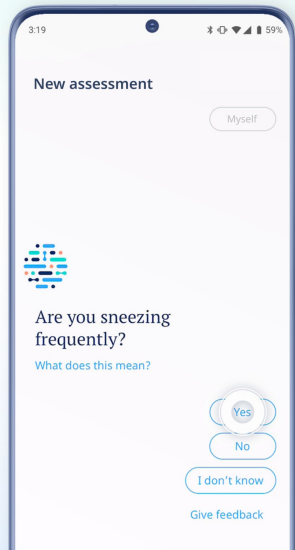 3:19
59%
New assessment
Myself
Are you sneezing
frequently?
What does this mean?
Yes
No
I don't know
Give feedback